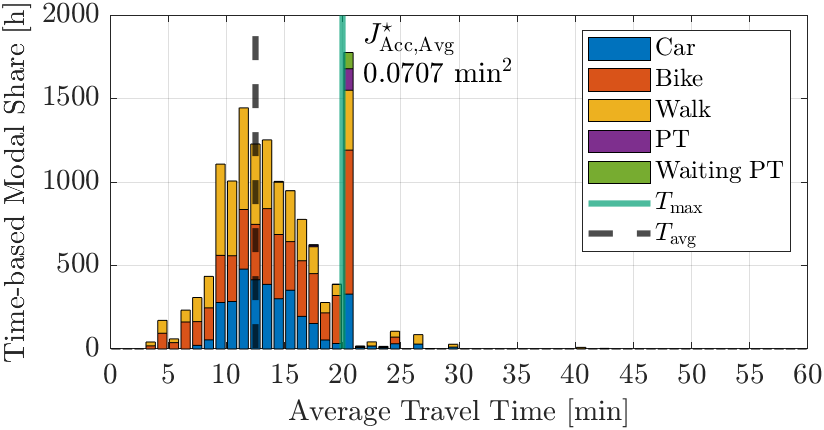 Time-based Modal Share [h]
2000
1500
1000
500
0
J⋆Acc,Avg
0.0707 min²
Car
Bike
Walk
PT
Waiting PT
Tmax
Tavg
0 5 10 15 20 25 30 35 40 45 50 55 60
Average Travel Time [min]